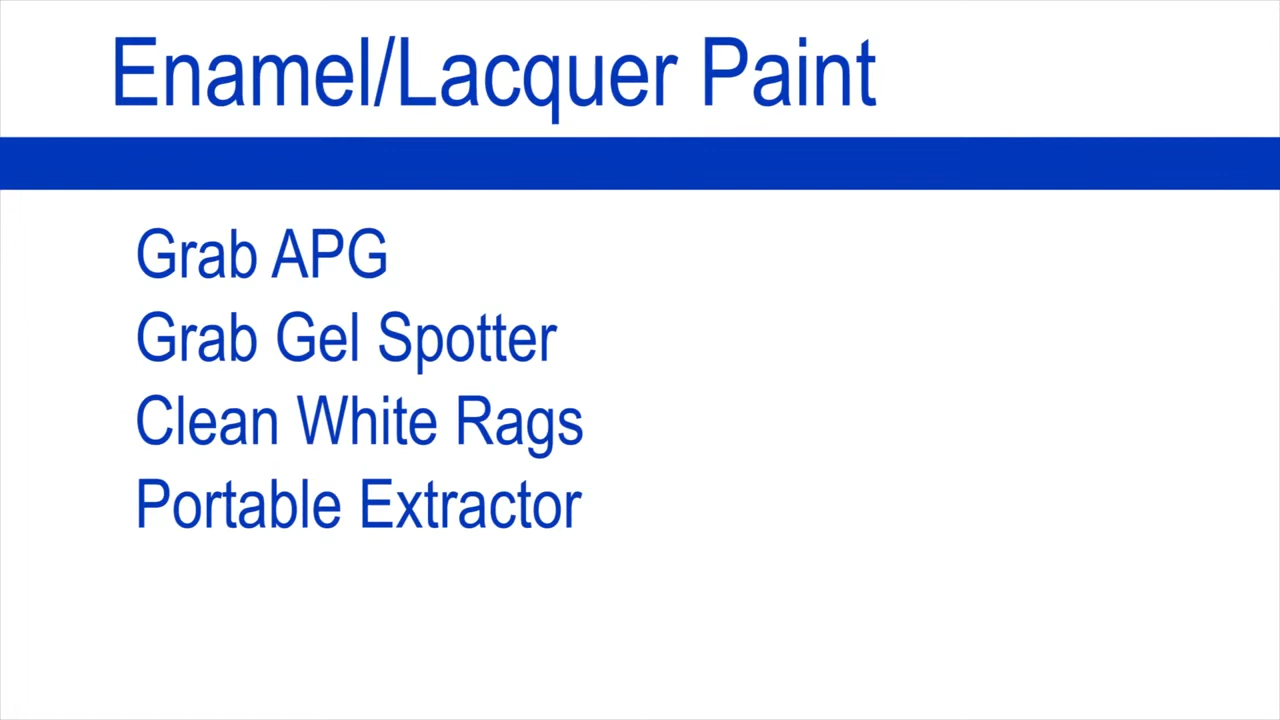 Enamel/Lacquer Paint
Grab APG
Grab Gel Spotter
Clean White Rags
Portable Extractor